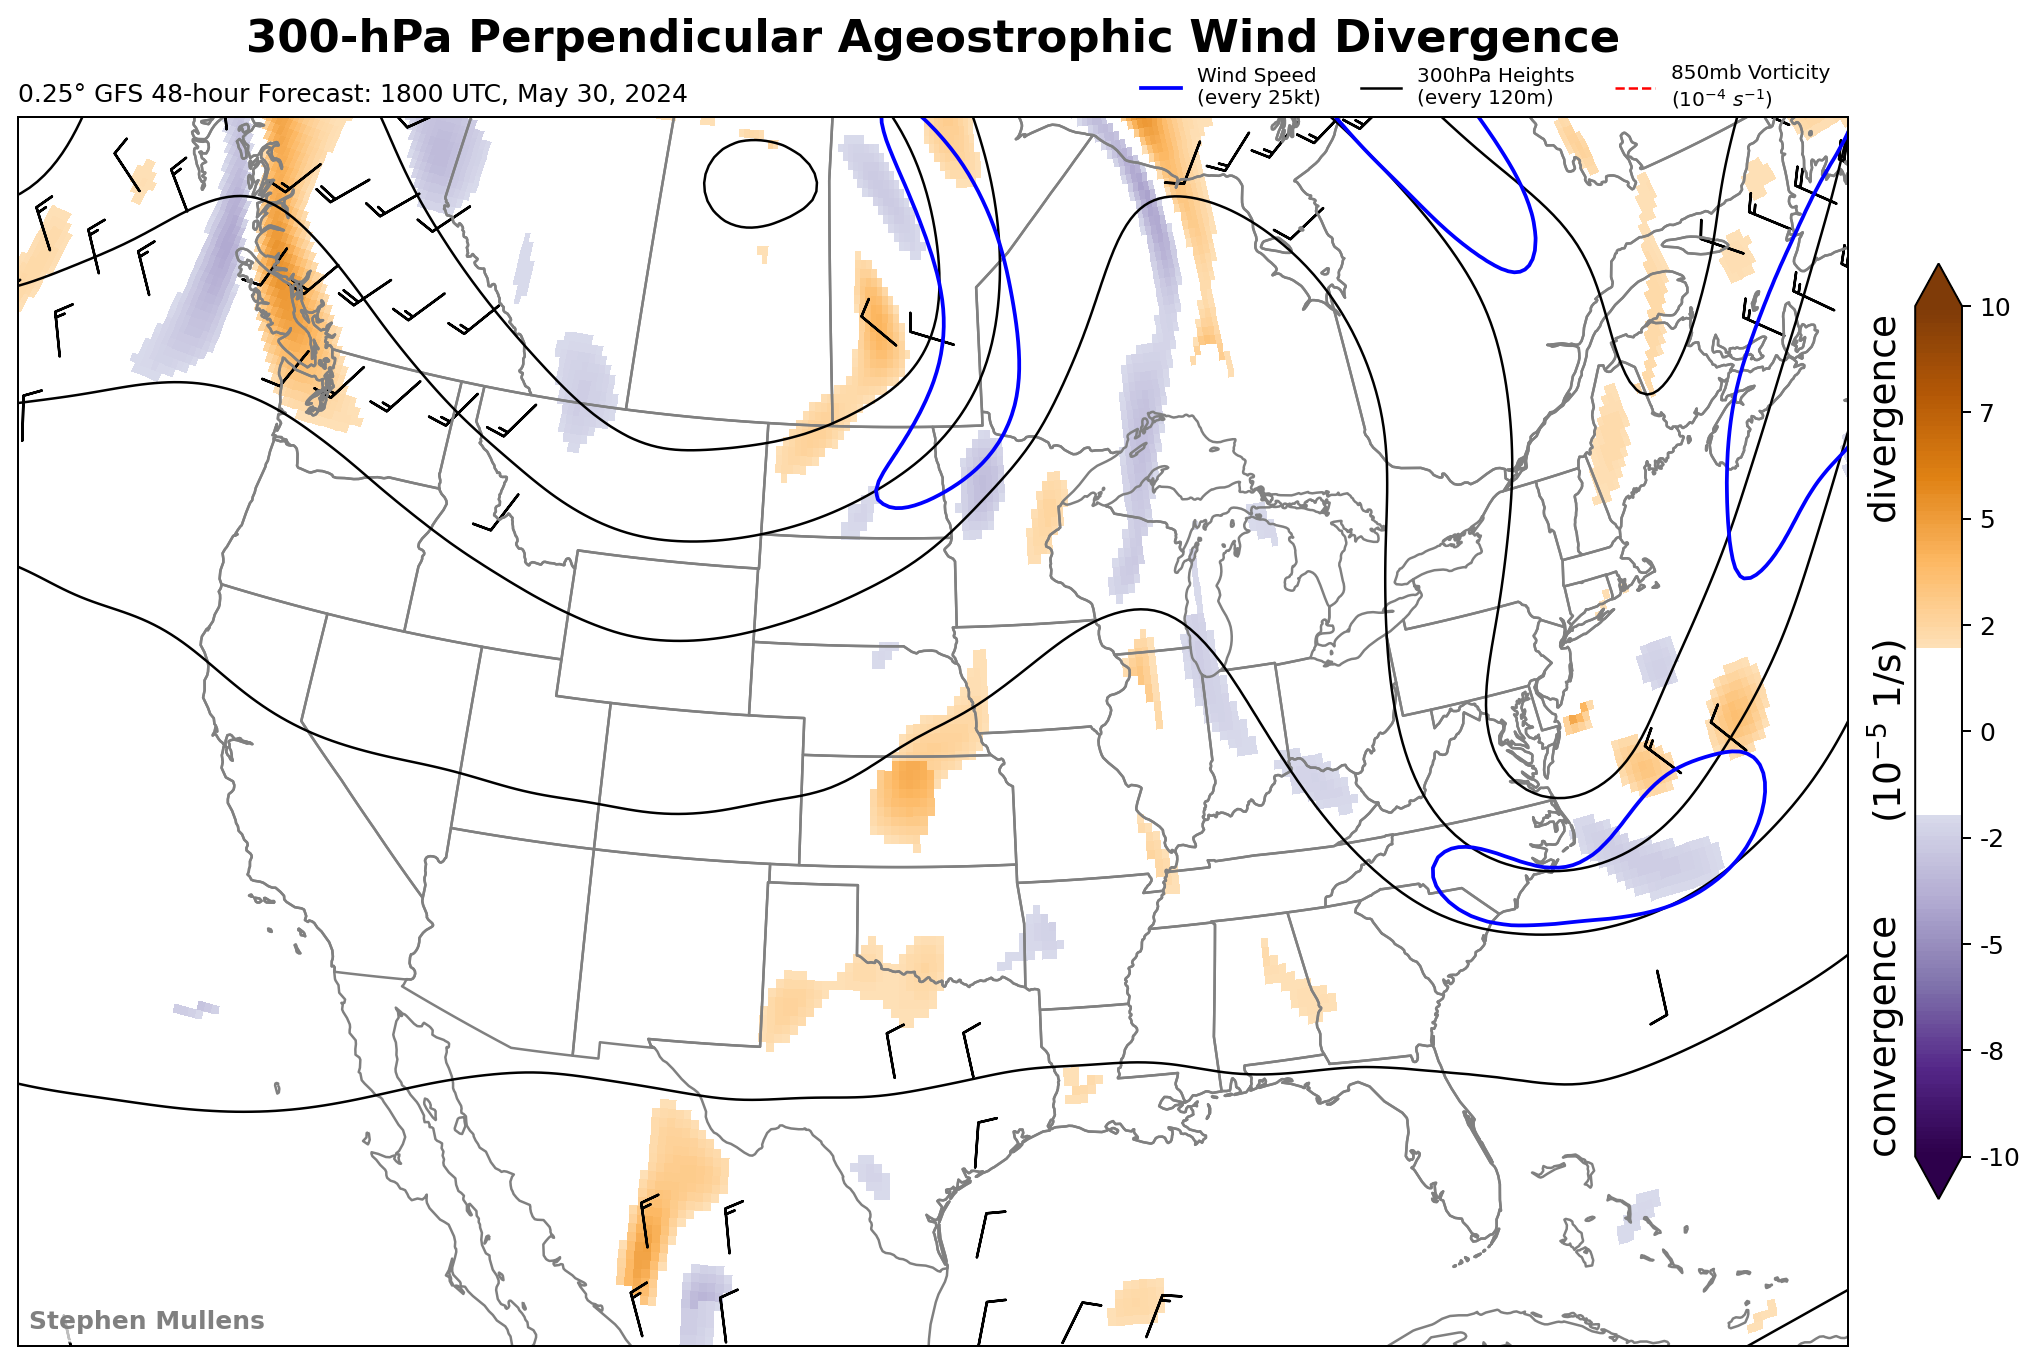 300-hPa Perpendicular Ageostrophic Wind Divergence
0.25° GFS 48-hour Forecast: 1800 UTC, May 30, 2024
Wind Speed
(every 25kt)
300hPa Heights
(every 120m)
850mb Vorticity
(10⁻⁴ s⁻¹)
10
7
5
2
0
-2
-5
-8
-10
convergence (10⁻⁵ 1/s) divergence
Stephen Mullens